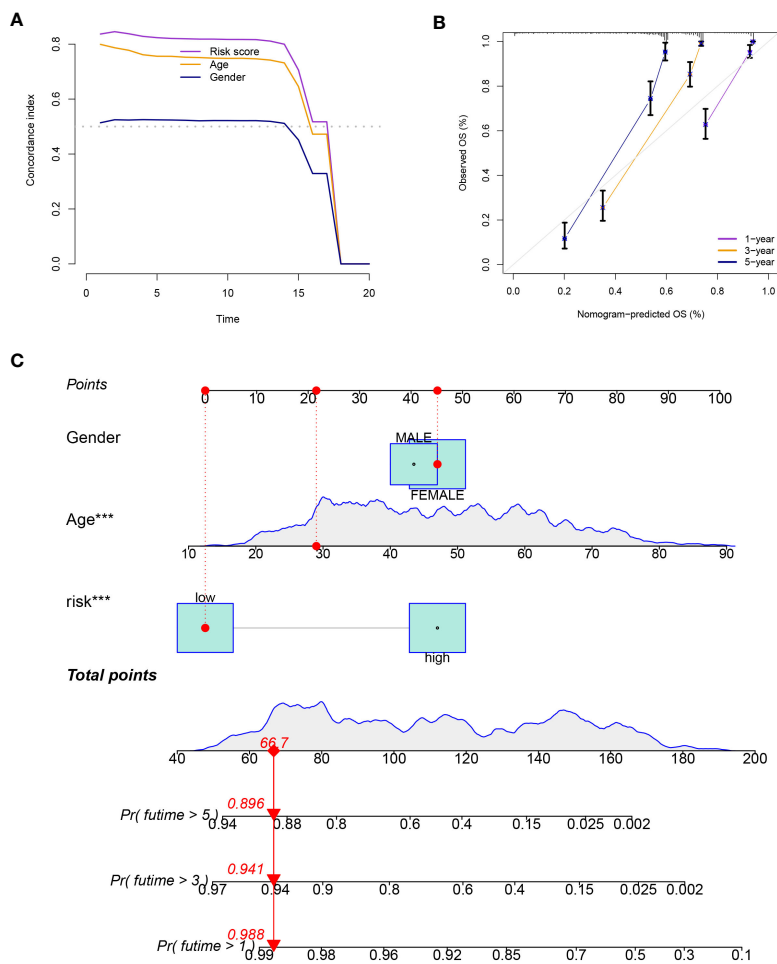 A
Risk score
Age
Gender
Concordance index
0.0 0.2 0.4 0.6 0.8
0 5 10 15 20
Time
B
Observed OS (%)
0.0 0.2 0.4 0.6 0.8 1.0
1−year
3−year
5−year
0.0 0.2 0.4 0.6 0.8 1.0
Nomogram−predicted OS (%)
C
Points
0 10 20 30 40 50 60 70 80 90 100
Gender
MALE
FEMALE
Age***
10 20 30 40 50 60 70 80 90
risk***
low
high
Total points
66.7
40 60 80 100 120 140 160 180 200
0.896
Pr( futime > 5 )
0.94 0.88 0.8 0.6 0.4 0.15 0.025 0.002
0.941
Pr( futime > 3 )
0.97 0.94 0.9 0.8 0.6 0.4 0.15 0.025 0.002
0.988
Pr( futime > 1 )
0.99 0.98 0.96 0.92 0.85 0.7 0.5 0.3 0.1